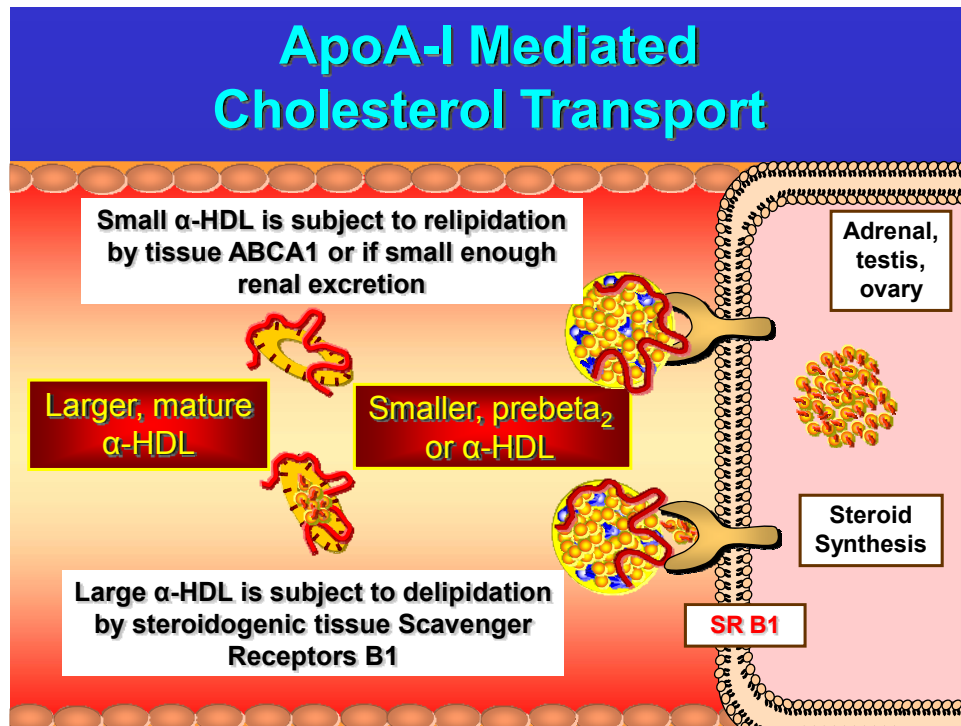 ApoA-I Mediated
Cholesterol Transport
Small α-HDL is subject to relipidation
by tissue ABCA1 or if small enough
renal excretion
Adrenal,
testis,
ovary
Larger, mature
α-HDL
Smaller, prebeta₂
or α-HDL
Steroid
Synthesis
Large α-HDL is subject to delipidation
by steroidogenic tissue Scavenger
Receptors B1
SR B1